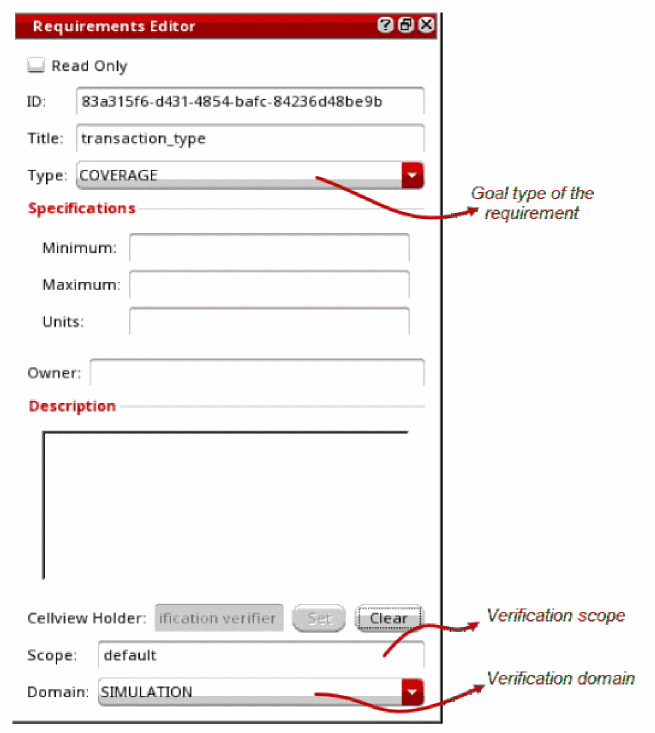 Requirements Editor
Read Only
ID: 83a315f6-d431-4854-bafc-84236d48be9b
Title: transaction_type
Type: COVERAGE
Goal type of the
requirement
Specifications
Minimum:
Maximum:
Units:
Owner:
Description
Cellview Holder: ification verifier Set Clear
Verification scope
Scope: default
Verification domain
Domain: SIMULATION